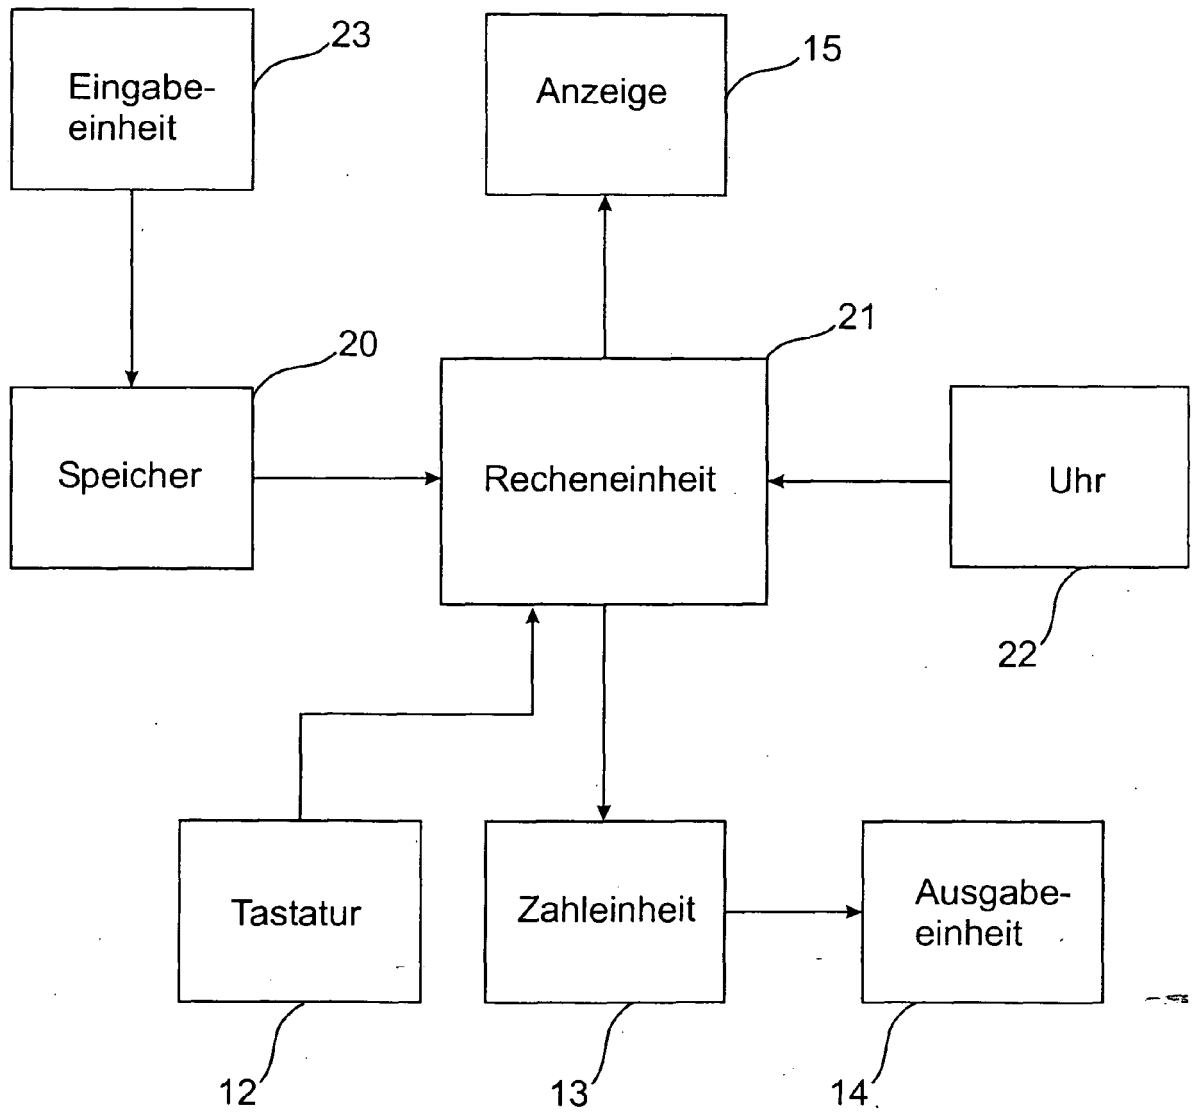 23
Eingabe-
einheit
15
Anzeige
20
21
Speicher
Recheneinheit
Uhr
22
Tastatur
Zahleinheit
Ausgabe-
einheit
12
13
14